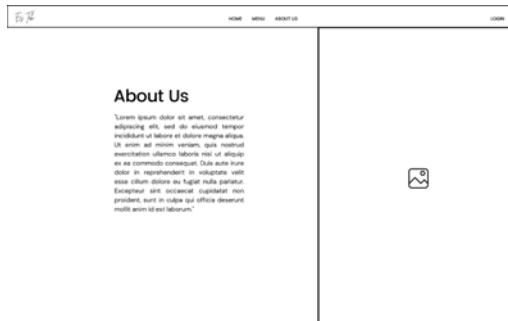 HOME MENU ABOUT US LOGIN
About Us
"Lorem ipsum dolor sit amet, consectetur
adipiscing elit, sed do eiusmod tempor
incididunt ut labore et dolore magna aliqua.
Ut enim ad minim veniam, quis nostrud
exercitation ullamco laboris nisi ut aliquip
ex ea commodo consequat. Duis aute irure
dolor in reprehenderit in voluptate velit
esse cillum dolore eu fugiat nulla pariatur.
Excepteur sint occaecat cupidatat non
proident, sunt in culpa qui officia deserunt
mollit anim id est laborum."